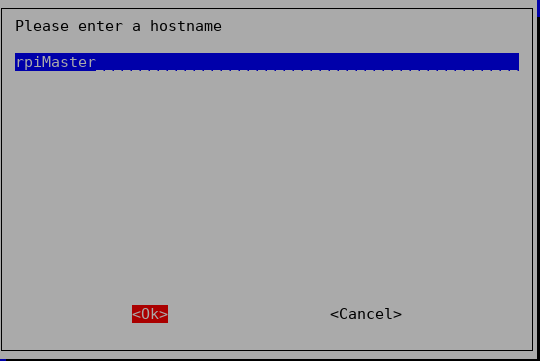 Please enter a hostname
rpiMaster
<Ok> <Cancel>